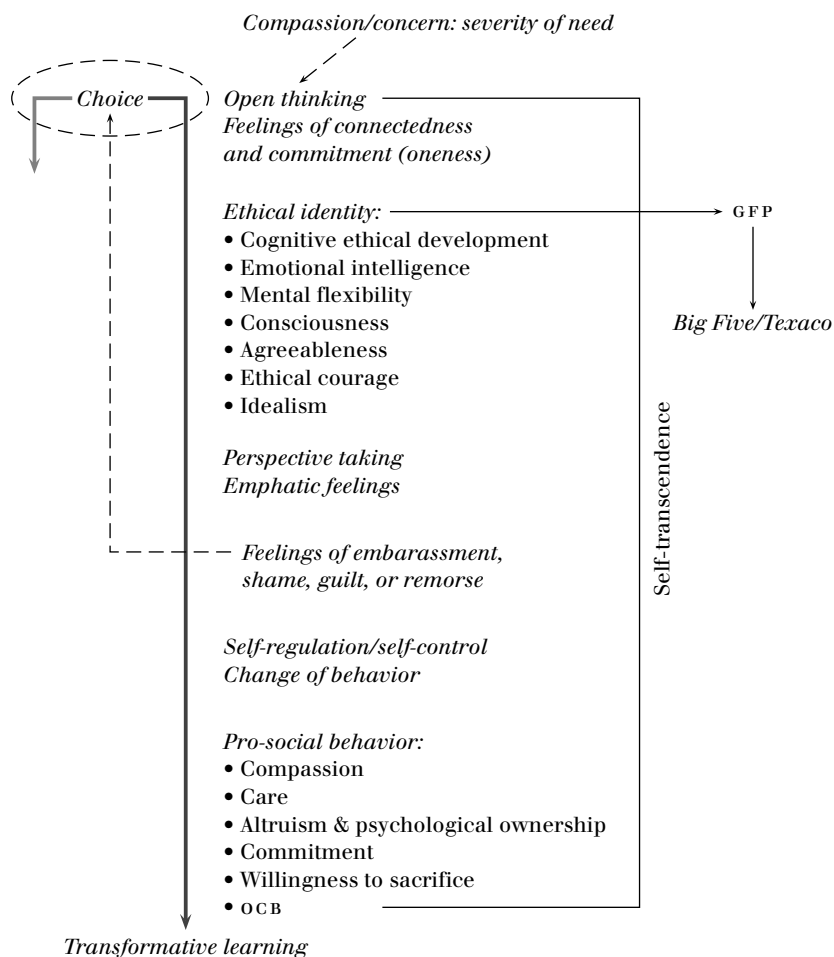 Compassion/concern: severity of need
Choice
Open thinking
Feelings of connectedness
and commitment (oneness)
Ethical identity:
GFP
• Cognitive ethical development
• Emotional intelligence
• Mental flexibility
• Consciousness
• Agreeableness
• Ethical courage
• Idealism
Big Five/Texaco
Perspective taking
Emphatic feelings
Self-transcendence
Feelings of embarassment,
shame, guilt, or remorse
Self-regulation/self-control
Change of behavior
Pro-social behavior:
• Compassion
• Care
• Altruism & psychological ownership
• Commitment
• Willingness to sacrifice
• OCB
Transformative learning